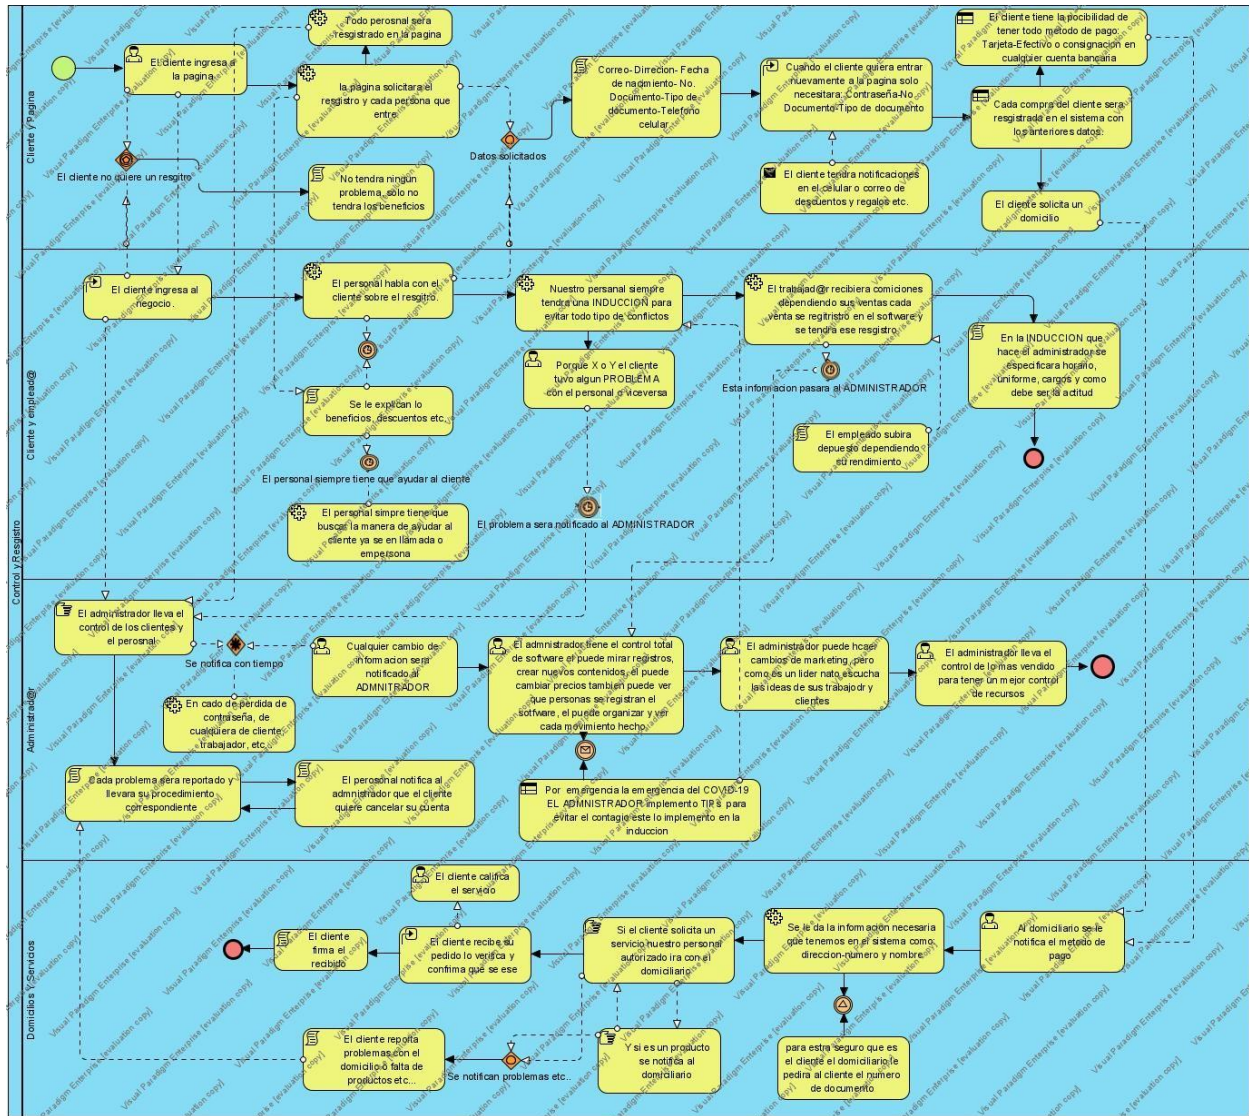 Control y Resgistro
Cliente y Pagina
El cliente ingresa a
la pagina
Todo perosnal sera
resgistrado en la pagina
la pagina solicitara el
resgistro y cada persona que
entre.
El cliente no quiere un resgitro
No tendra ningún
problema, solo no
tendra los beneficios
Datos solicitados
Correo- Direcion- Fecha
de nacimiento- No.
Documento-Tipo de
documento-Telefono
celular.
Cuando el cliente quiera entrar
nuevamente a la pagina solo
necesitara: Contraseña-No.
Documento-Tipo de documento
El cliente tendra notificaciones
en el celular o correo de
descuentos y regalos etc.
El cliente tiene la pocibilidad de
tener todo metodo de pago:
Tarjeta-Efectivo o consignacion en
cualquier cuenta bancaria
Cada compra del cliente sera
resgistrada en el sistema con
los anteriores datos.
El cliente solicita un
domicilio
Cliente y emplead@
El cliente ingresa al
negocio.
El personal habla con el
cliente sobre el resgitro.
Se le explican lo
beneficios, descuentos etc.
El personal siempre tiene que ayudar al cliente
El personal simpre tiene que
buscar la manera de ayudar al
cliente ya se en llamada o
empersona
Nuestro persanal siempre
tendra una INDUCCION para
evitar todo tipo de conflictos
Porque X o Y el cliente
tuvo algun PROBLEMA
con el personal o viceversa
El problema sera notificado al ADMINISTRADOR
El trabajad@r recibiera comiciones
dependiendo sus ventas cada
venta se regitristro en el software y
se tendra ese resgistro
Esta informacion pasara al ADMINISTRADOR
El empleado subira
depuesto dependiendo
su rendimiento
En la INDUCCION que
hace el administrador se
especificara horario,
uniforme, cargos y como
debe ser la actitud
Administrad@r
El administrador lleva el
control de los clientes y
el perosnal
Se notifica con tiempo
En cado de perdida de
contraseña, de
cualquiera de cliente,
trabajador, etc
Cualquier cambio de
informacion sera
notificado al
ADMNITRADOR
El admnistrador tiene el control total
de software el puede mirar registros,
crear nuevos contenidos, el puede
cambiar precios tambien puede ver
que personas se registran el
software, el puede organizar y ver
cada movimiento hecho
El administrador puede hcaer
cambios de marketing, pero
como es un lider nato escucha
las ideas de sus trabajodr y
clientes
El administrador lleva el
control de lo mas vendido
para tener un mejor control
de recursos
Cada problema sera reportado y
llevara su procedimiento
correspondiente
El perosonal notifica al
administrador que el cliente
quiere cancelar su cuenta
Por emergencia la emergencia del COVID-19
EL ADMNISTRADOR implemento TIPs para
evitar el contagio este lo implemento en la
induccion
Domicilios y Servicios
El cliente califica
el servicio
El cliente
firma el
recibido
El cliente recibe su
pedido lo verifica y
confirma que se ese
Si el cliente solicita un
servicio nuestro personal
autorizado ira con el
domiciliario
Se le da la infomacion necesaria
que tenemos en el sistema como
direccion-numero y nombre
Al domiciliario se le
notifica el metodo de
pago
El cliente reporta
problemas con el
domicilio o falta de
productos etc...
Se notifican problemas etc..
Y si es un producto
se notifica al
domiciliario
para estra seguro que es
el cliente el domiciliario le
pedira al cliente el numero
de documento
Visual Paradigm Enterprise [evaluation copy]